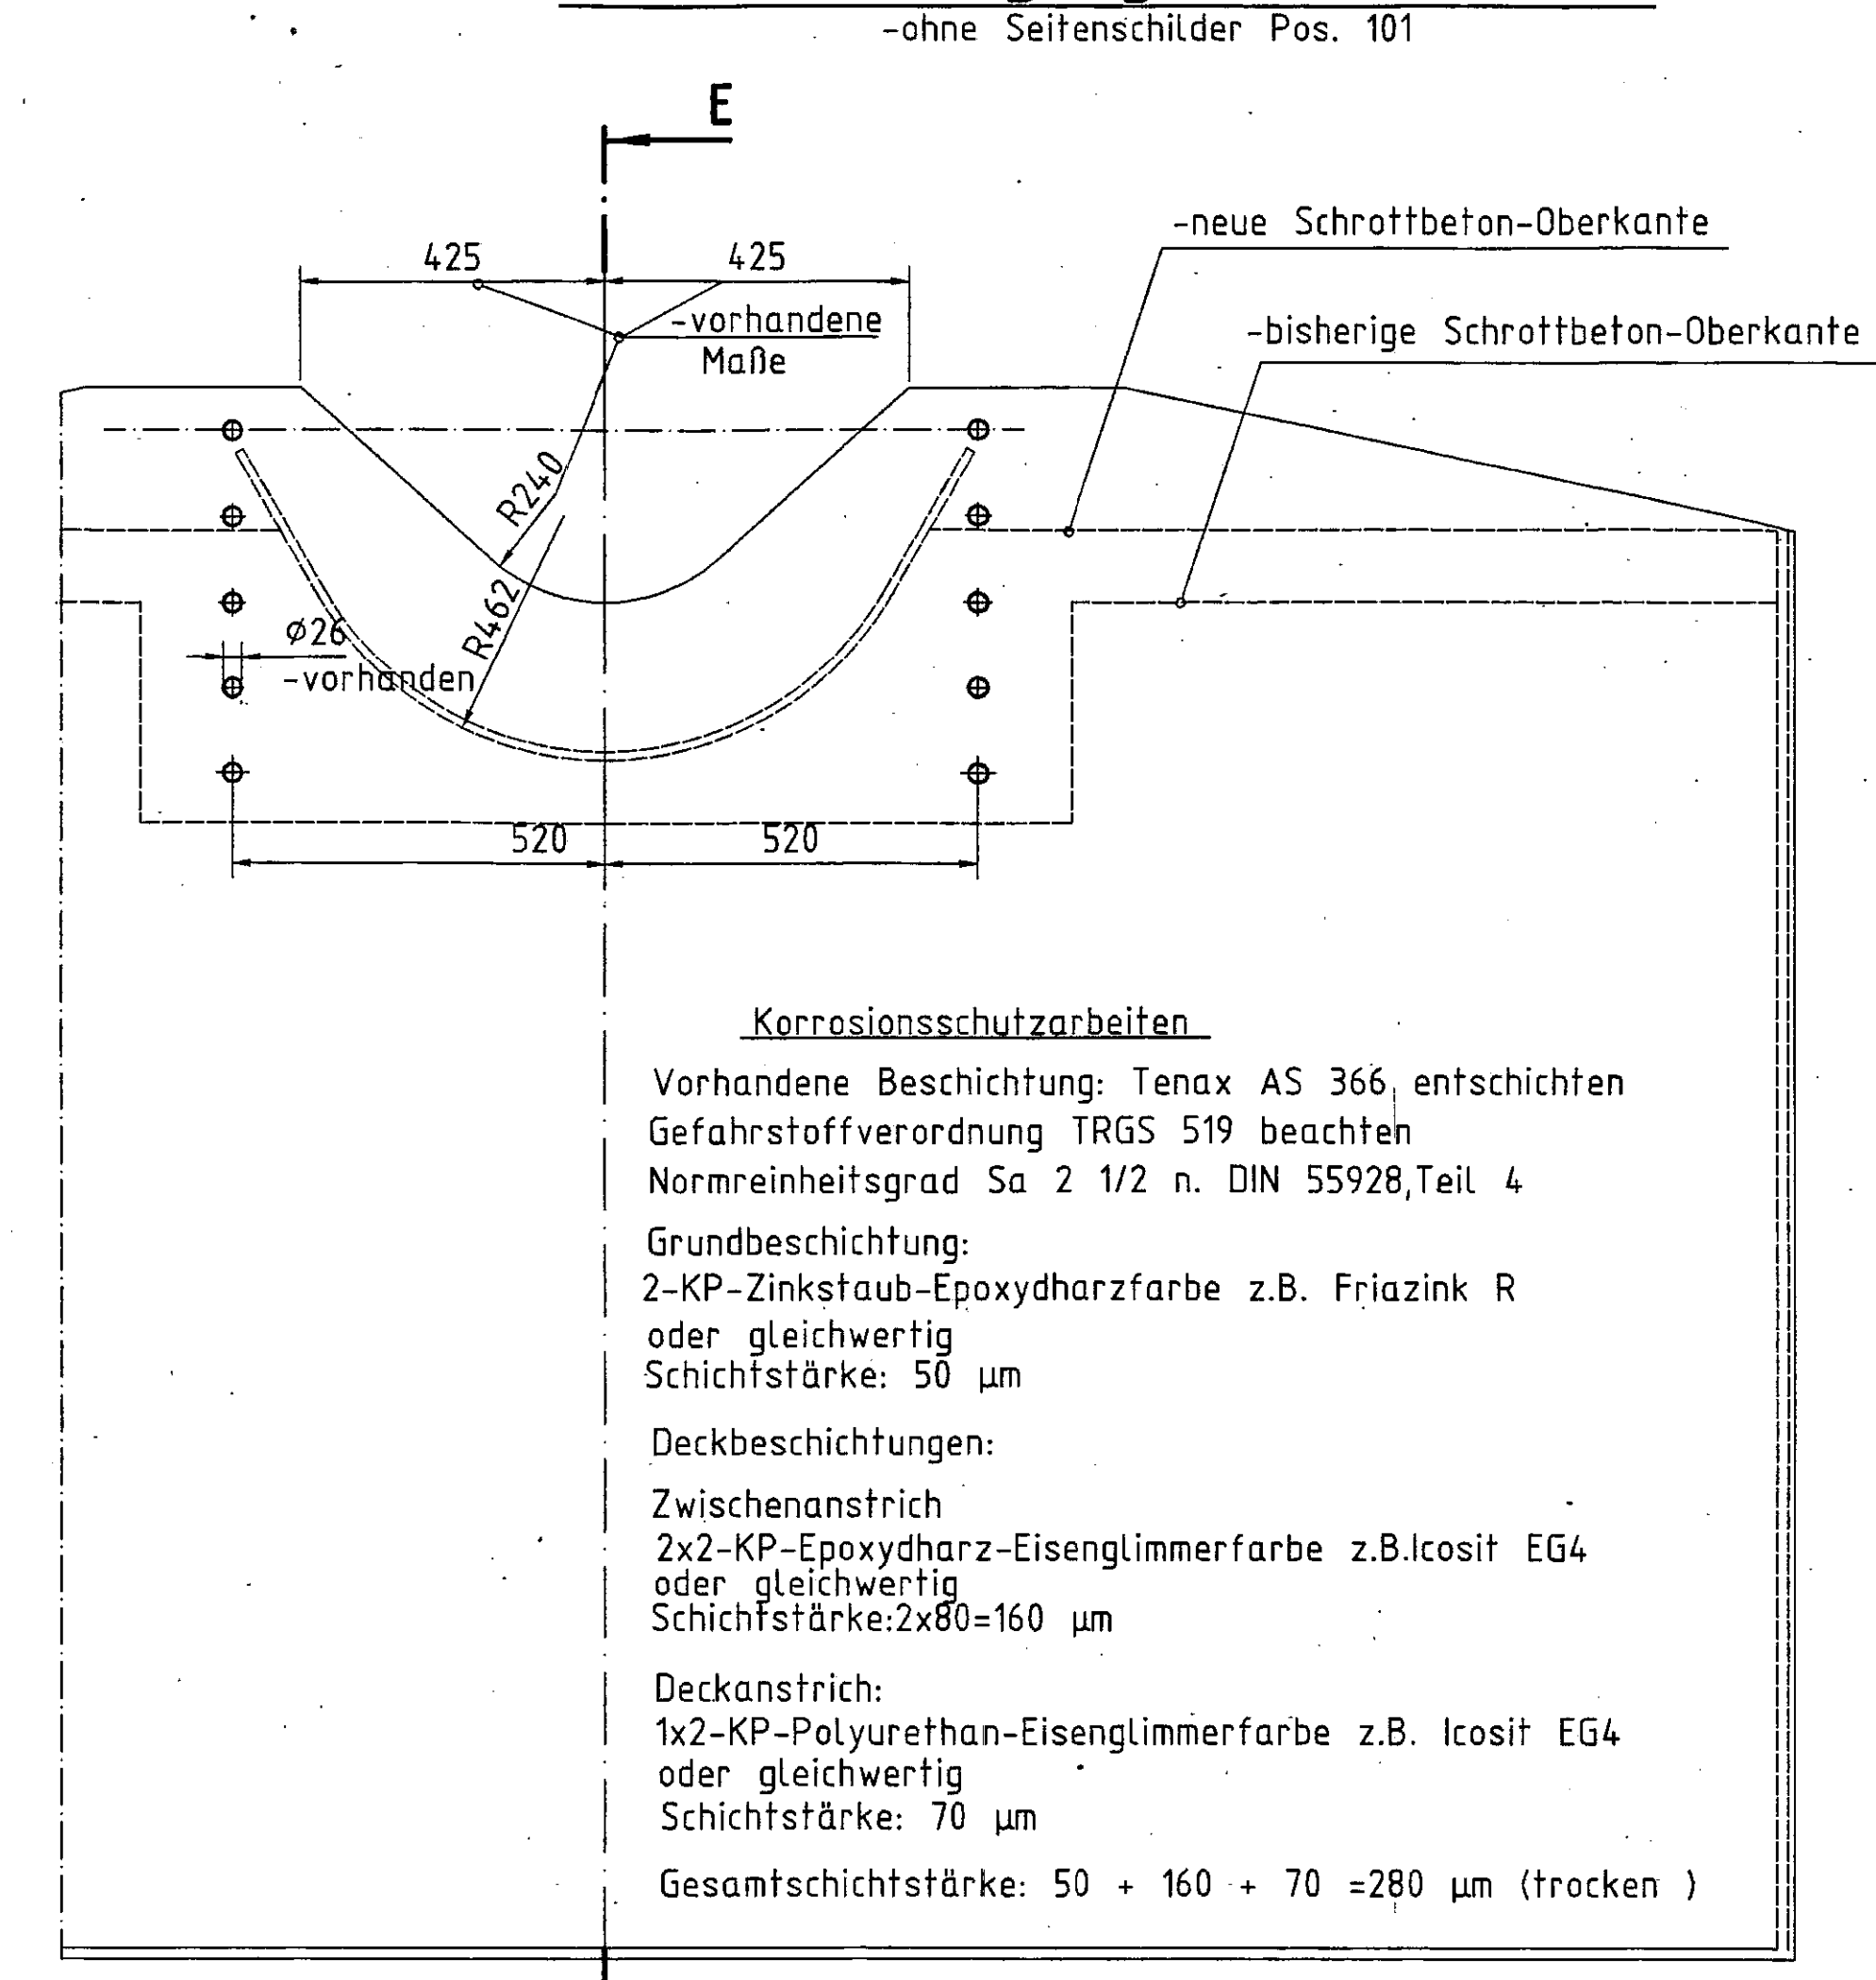 -ohne Seitenschilder Pos. 101
E
-neue Schrottbeton-Oberkante
425
425
-vorhandene
Maße
-bisherige Schrottbeton-Oberkante
R240
R462
ø26
-vorhanden
520
520
Korrosionsschutzarbeiten
Vorhandene Beschichtung: Tenax AS 366, entschichten
Gefahrstoffverordnung TRGS 519 beachten
Normreinheitsgrad Sa 2 1/2 n. DIN 55928,Teil 4
Grundbeschichtung:
2-KP-Zinkstaub-Epoxydharzfarbe z.B. Friazink R
oder gleichwertig
Schichtstärke: 50 µm
Deckbeschichtungen:
Zwischenanstrich
2x2-KP-Epoxydharz-Eisenglimmerfarbe z.B.Icosit EG4
oder gleichwertig
Schichtstärke:2x80=160 µm
Deckanstrich:
1x2-KP-Polyurethan-Eisenglimmerfarbe z.B. Icosit EG4
oder gleichwertig
Schichtstärke: 70 µm
Gesamtschichtstärke: 50 + 160 + 70 =280 µm (trocken )